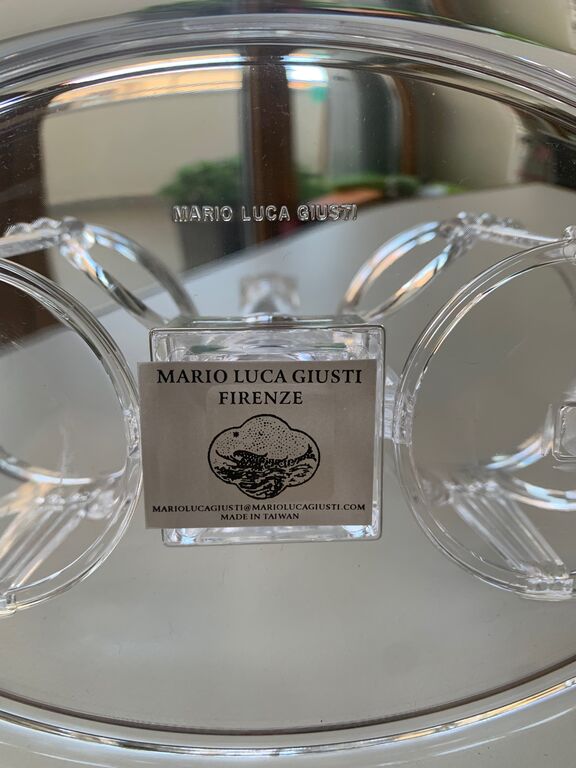 MARIO LUCA GIUSTI
MARIO LUCA GIUSTI
FIRENZE
MARIOLUCAGIUSTI@MARIOLUCAGIUSTI.COM
MADE IN TAIWAN